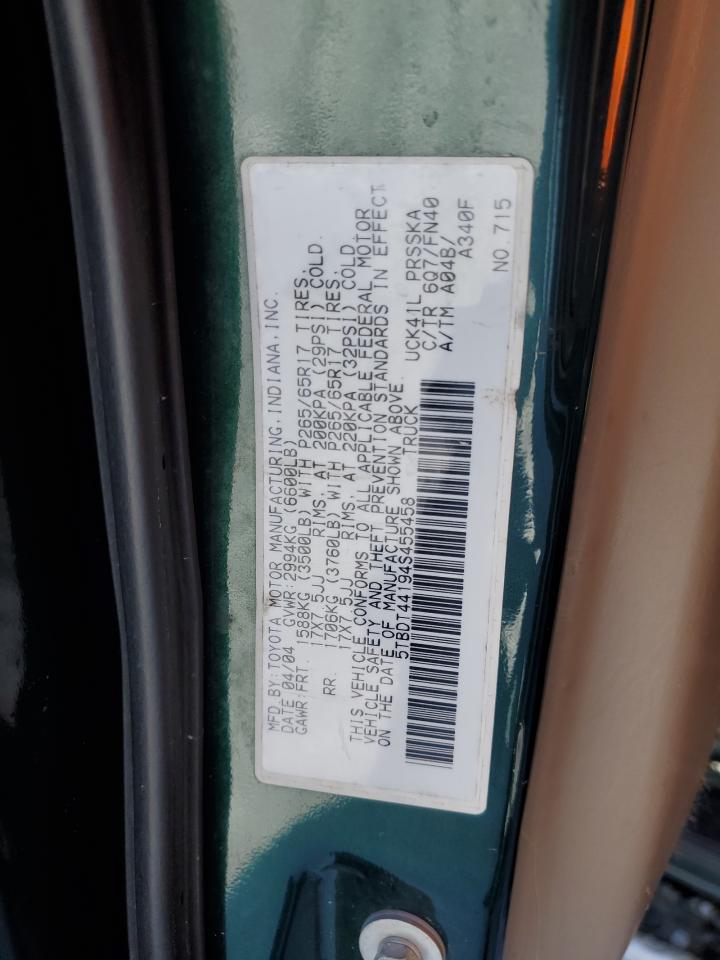 MFD. BY: TOYOTA MOTOR MANUFACTURING, INDIANA, INC.
DATE 04/04 GVWR: 2994KG (6600LB)
GAWR: FRT. 1588KG (3500LB) WITH P265/65R17 TIRES,
17X7.5JJ RIMS, AT 200KPA (29PSI) COLD
RR. 1706KG (3760LB) WITH P265/65R17 TIRES,
17X7.5JJ RIMS, AT 220KPA (32PSI) COLD
THIS VEHICLE CONFORMS TO ALL APPLICABLE FEDERAL MOTOR
VEHICLE SAFETY AND THEFT PREVENTION STANDARDS IN EFFECT
ON THE DATE OF MANUFACTURE SHOWN ABOVE.
5TBDT44194S455458 TRUCK
UCK41L PRSSKA
C/TR 6Q7/FN40
A/TM A04B/
A340F
NO.715